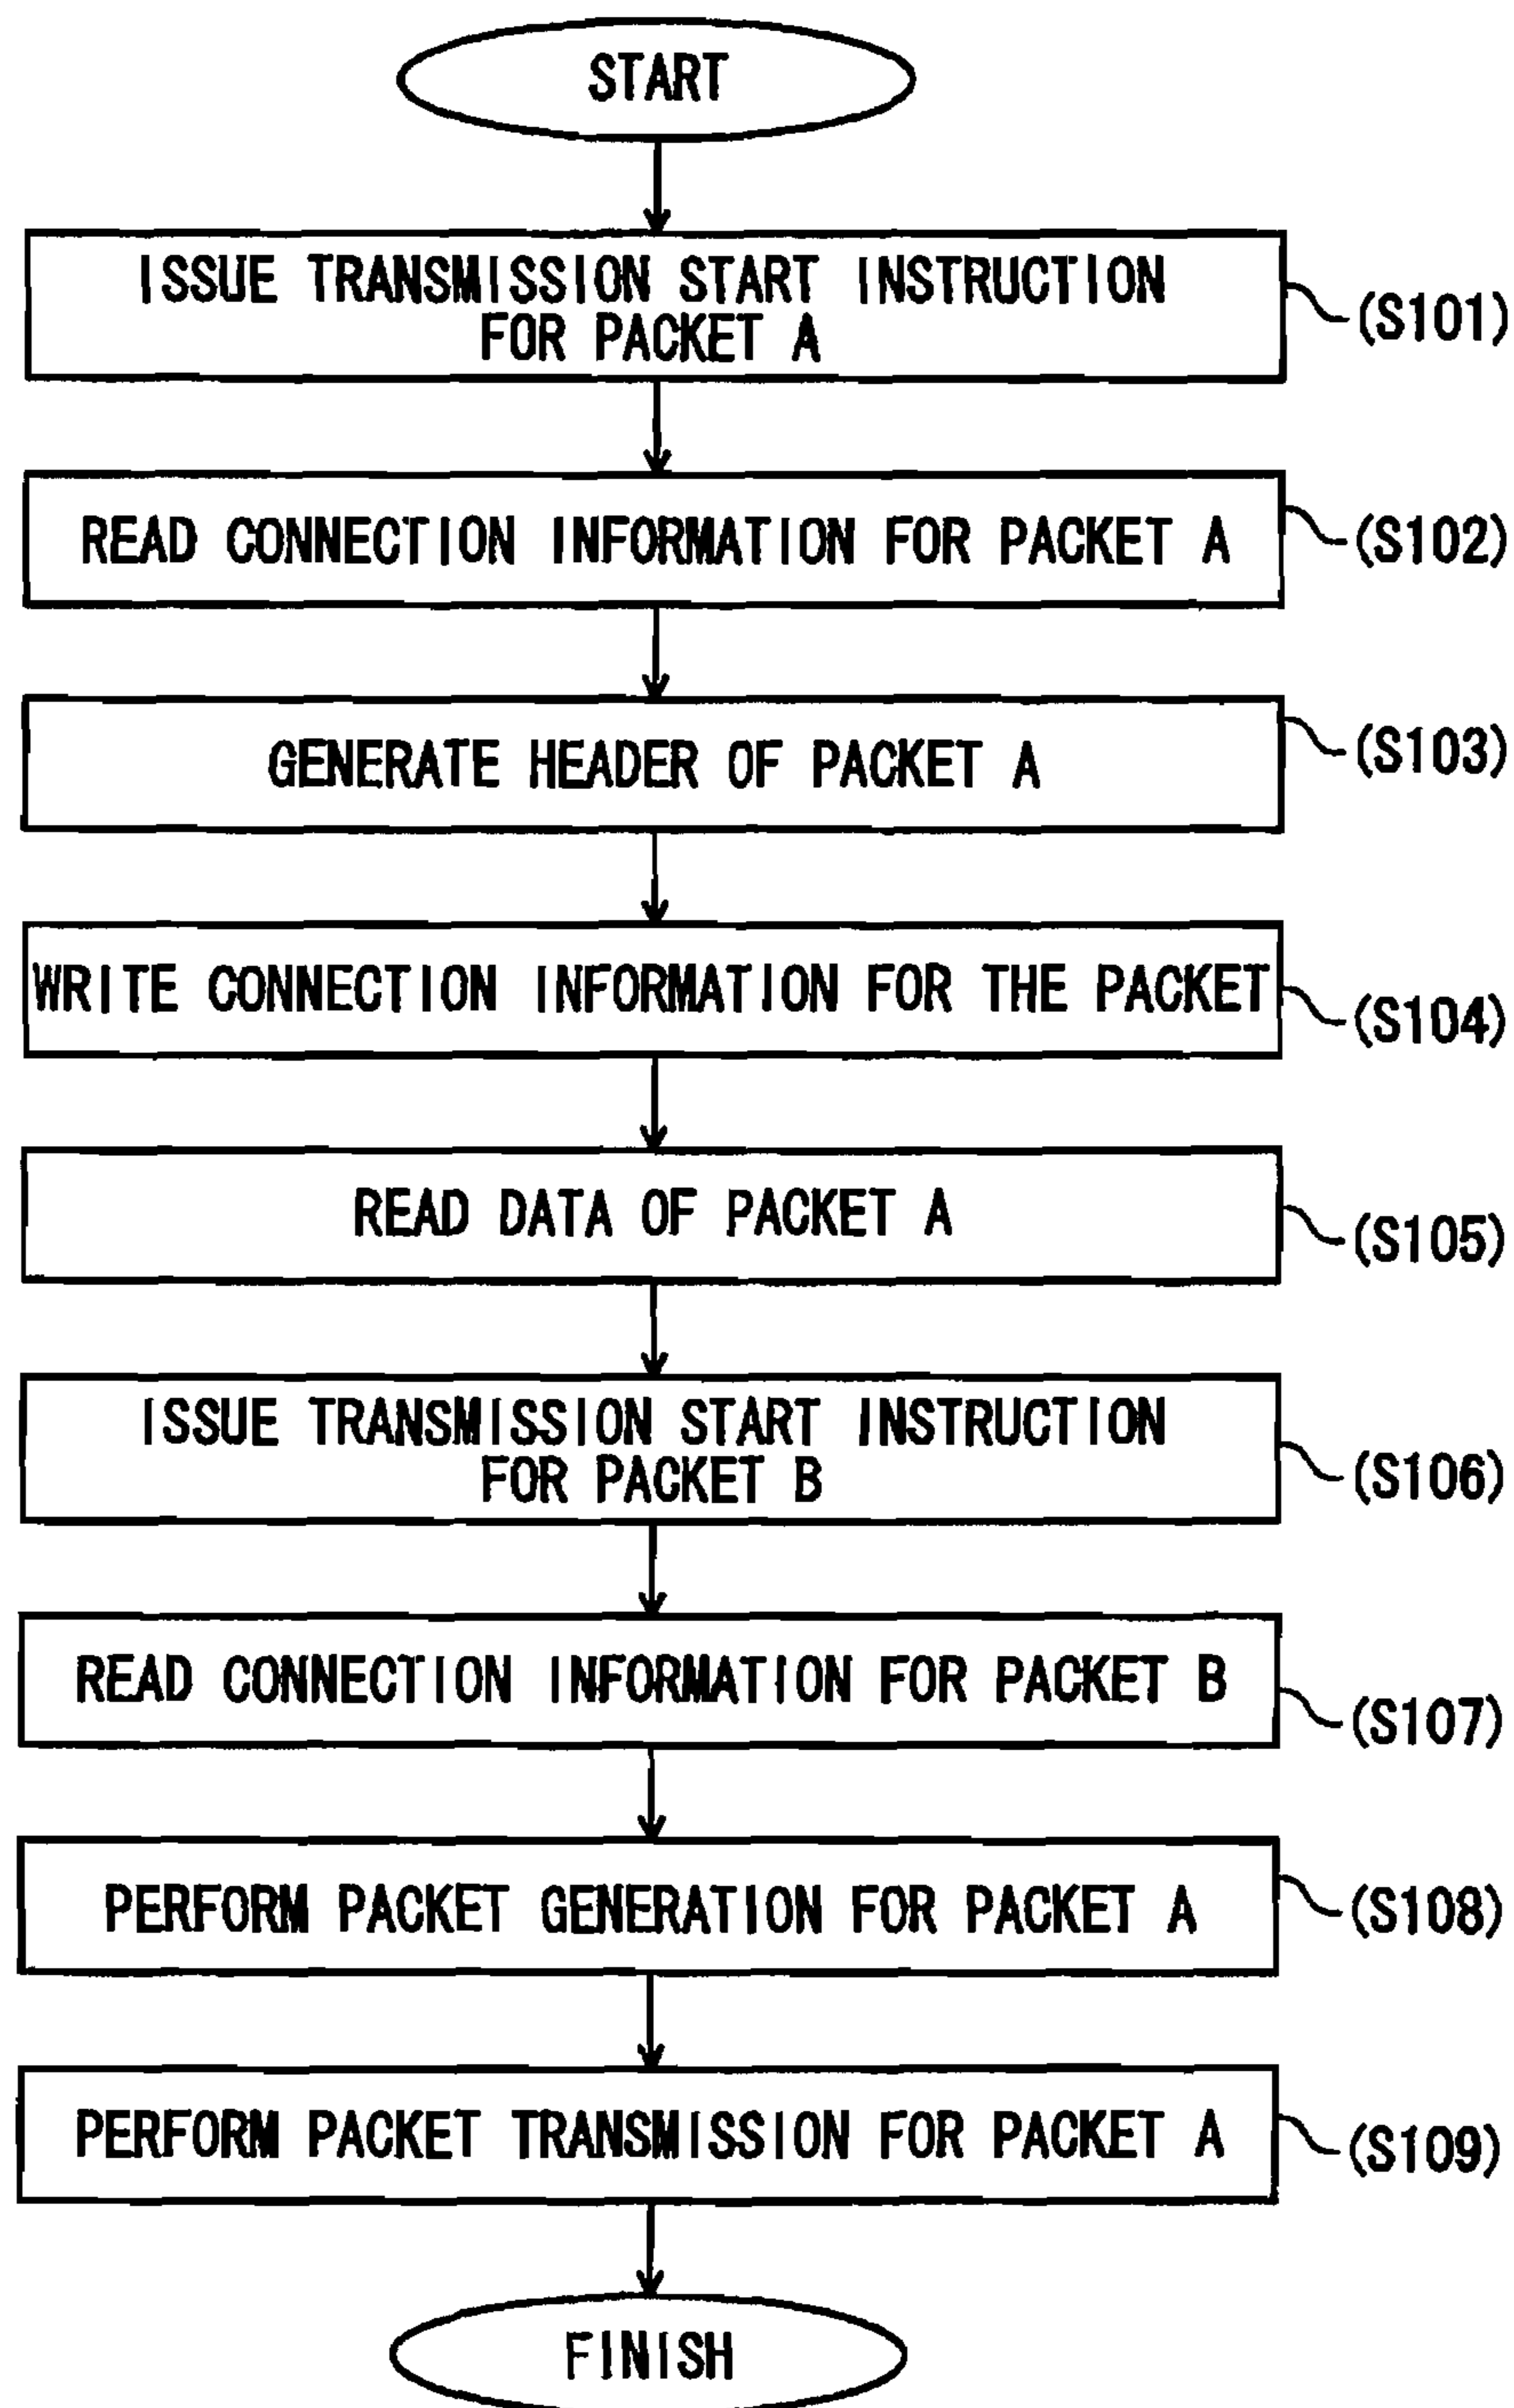 START
ISSUE TRANSMISSION START INSTRUCTION
FOR PACKET A
(S101)
READ CONNECTION INFORMATION FOR PACKET A
(S102)
GENERATE HEADER OF PACKET A
(S103)
WRITE CONNECTION INFORMATION FOR THE PACKET
(S104)
READ DATA OF PACKET A
(S105)
ISSUE TRANSMISSION START INSTRUCTION
FOR PACKET B
(S106)
READ CONNECTION INFORMATION FOR PACKET B
(S107)
PERFORM PACKET GENERATION FOR PACKET A
(S108)
PERFORM PACKET TRANSMISSION FOR PACKET A
(S109)
FINISH